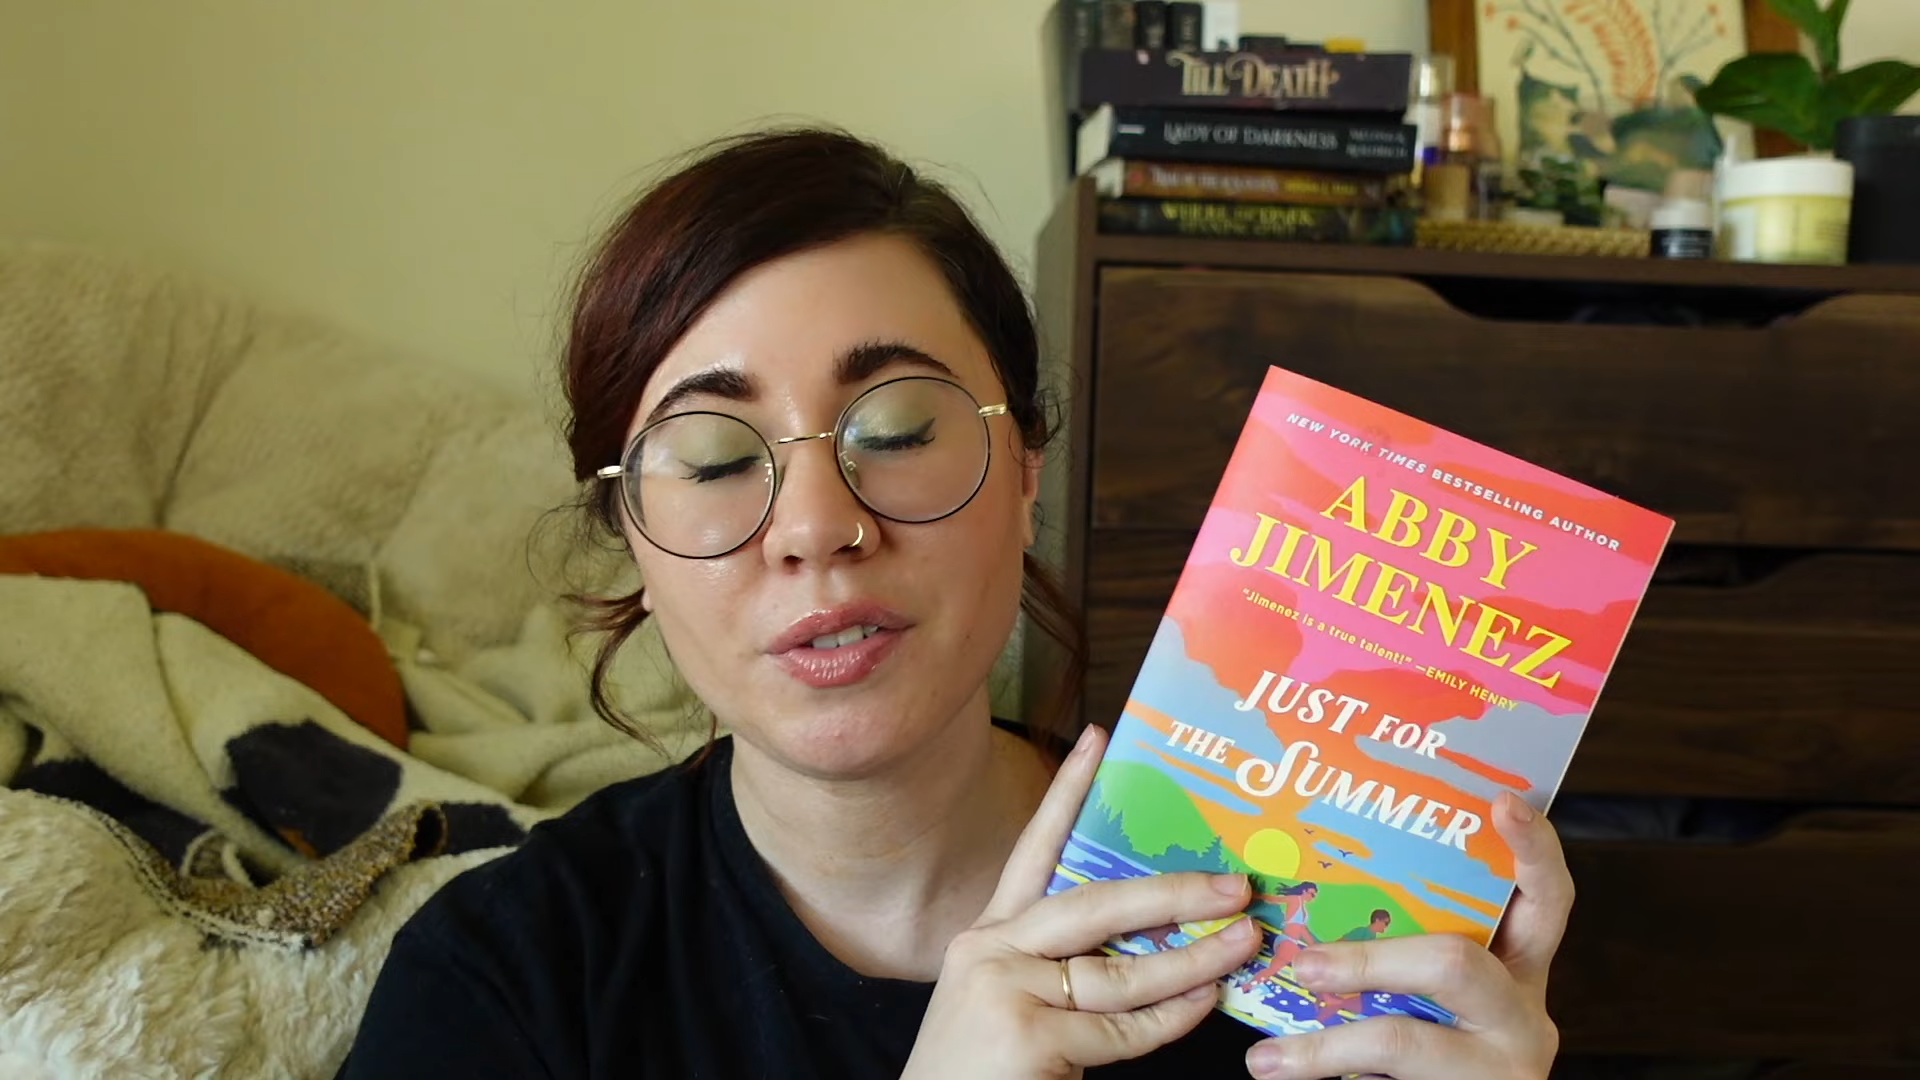 TILL DEATH
LADY OF DARKNESS
NEW YORK TIMES BESTSELLING AUTHOR
ABBY
JIMENEZ
"Jimenez is a true talent!" —EMILY HENRY
JUST FOR
THE SUMMER